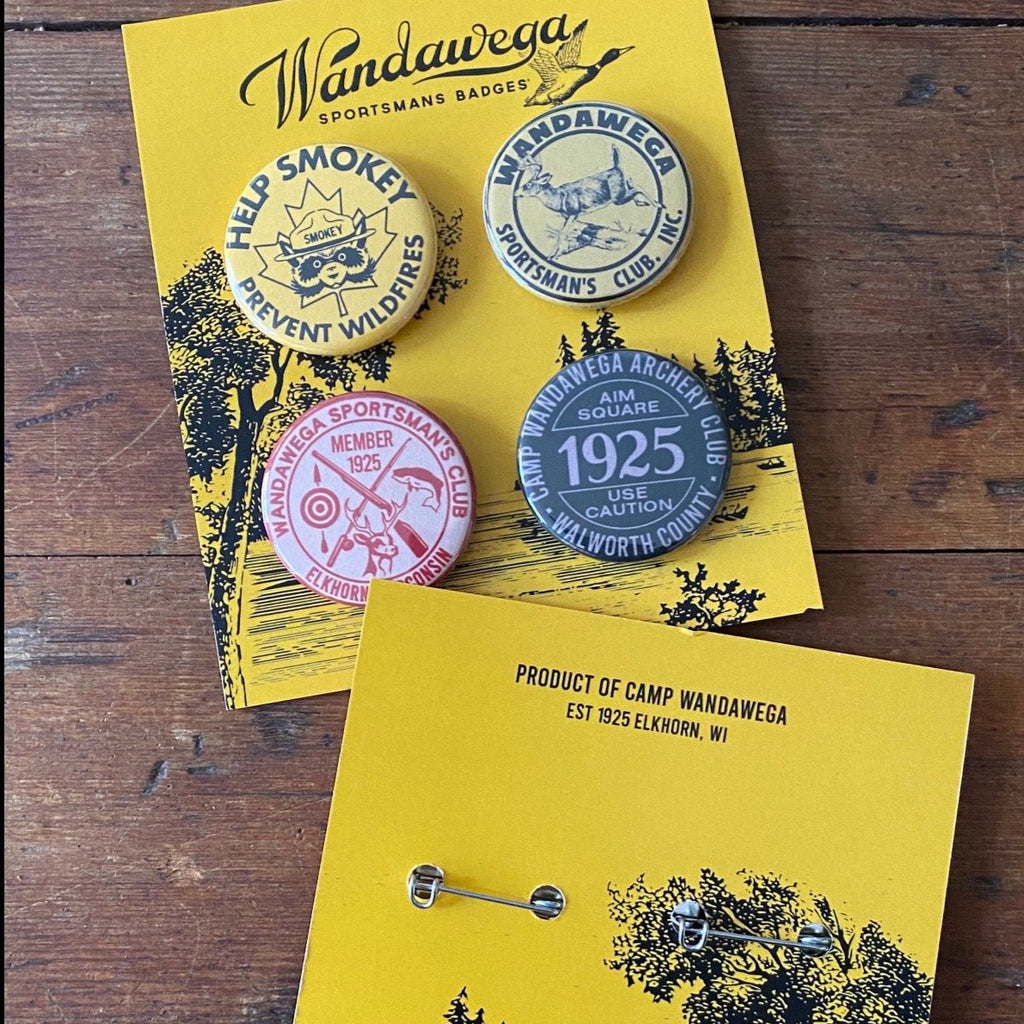 Wandawega
SPORTSMANS BADGES
HELP SMOKEY
SMOKEY
PREVENT WILDFIRES
WANDAWEGA
SPORTSMAN'S CLUB. INC.
WANDAWEGA SPORTSMAN'S CLUB
MEMBER
1925
ELKHORN
CAMP WANDAWEGA ARCHERY CLUB
AIM
SQUARE
1925
USE
CAUTION
WALWORTH COUNTY
PRODUCT OF CAMP WANDAWEGA
EST 1925 ELKHORN, WI